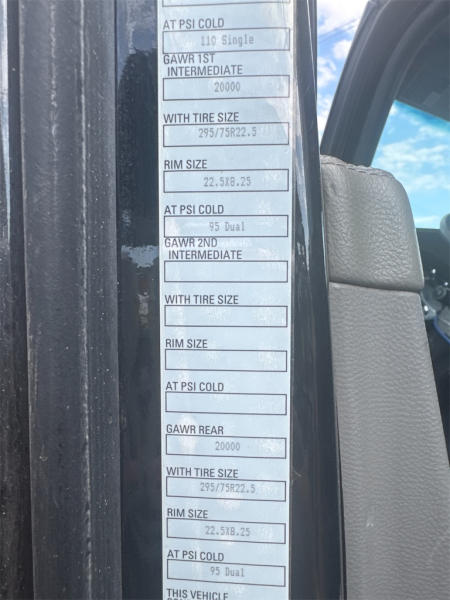 AT PSI COLD
110 Single
GAWR 1ST
INTERMEDIATE
20000
WITH TIRE SIZE
295/75R22.5
RIM SIZE
22.5X8.25
AT PSI COLD
95 Dual
GAWR 2ND
INTERMEDIATE
WITH TIRE SIZE
RIM SIZE
AT PSI COLD
GAWR REAR
20000
WITH TIRE SIZE
295/75R22.5
RIM SIZE
22.5X8.25
AT PSI COLD
95 Dual
THIS VEHICLE